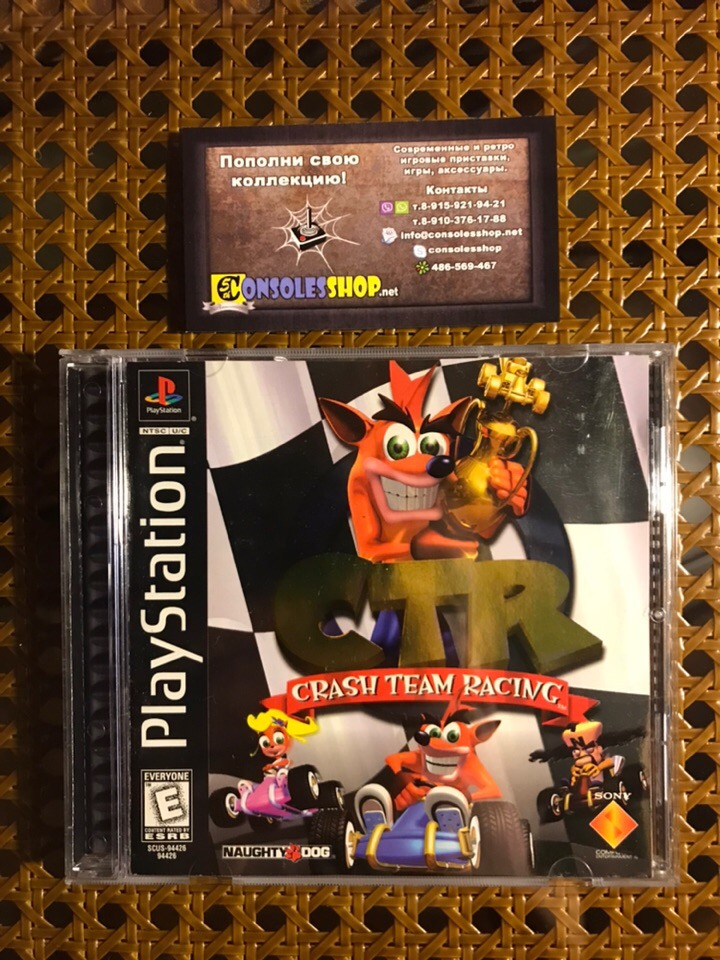 Пополни свою
коллекцию!
Современные и ретро
игровые приставки,
игры, аксессуары.
Контакты
т.8-915-921-94-21
т.8-910-376-17-88
info@consolesshop.net
consolesshop
486-569-467
CONSOLESSHOP.net
PlayStation
NTSC U/C
PlayStation
CTR
CRASH TEAM RACING
EVERYONE
E
CONTENT RATED BY
ESRB
SCUS-94426
94426
NAUGHTY DOG
SONY